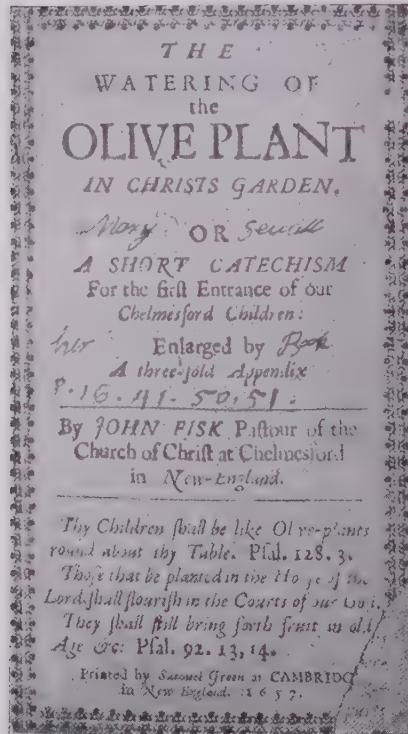 THE
WATERING OF
the
OLIVE PLANT
IN CHRISTS GARDEN.
Mary OR Sewall
A SHORT CATECHISM
For the first Entrance of our
Chelmesford Children:
her Enlarged by Book
A three-fold Appendix
P. 16. 41. 50. 51.
By JOHN FISK Pastour of the
Church of Christ at Chelmesford
in New-England.
Thy Children shall be like Olive-plants
round about thy Table. Psal. 128. 3.
Those that be planted in the House of the
Lord, shall flourish in the Courts of our God.
They shall still bring forth fruit in old
Age &c: Psal. 92. 13, 14.
Printed by Samuel Green at CAMBRIDG
in New England. 1657.